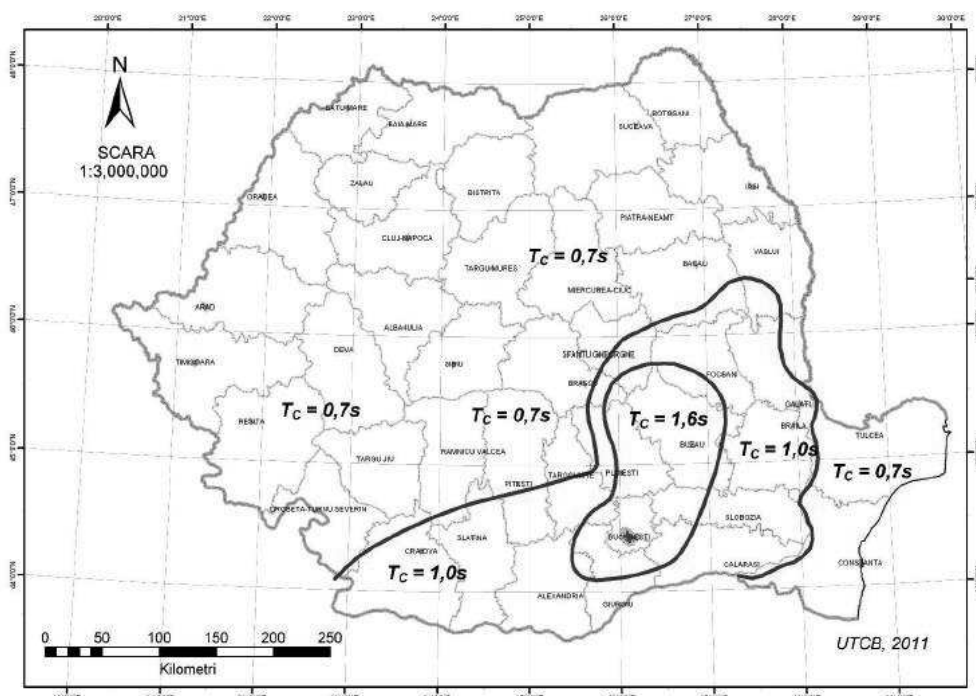 N
SCARA
1:3,000,000
BAIA MARE
SUCEAVA
BOTOSANI
ZALAU
ORADEA
BISTRITA
IASI
PIATRA-NEAMT
CLUJ-NAPOCA
VASLUI
T_C = 0,7s
BACAU
TARGU MURES
MIERCUREA-CIUC
ARAD
ALBA-IULIA
DEVA
TIMISOARA
SIBIU
SFANTU GHEORGHE
FOCSANI
BRASOV
RESITA
T_C = 0,7s
T_C = 0,7s
T_C = 1,6s
GALATI
BRAILA
TULCEA
BUZAU
T_C = 1,0s
TARGU JIU
RAMNICU VALCEA
PITESTI
TARGOVISTE
PLOIESTI
T_C = 0,7s
DROBETA-TURNU-SEVERIN
SLOBOZIA
CRAIOVA
SLATINA
BUCURESTI
CALARASI
CONSTANTA
T_C = 1,0s
ALEXANDRIA
GIURGIU
0 50 100 150 200 250
Kilometri
UTCB, 2011